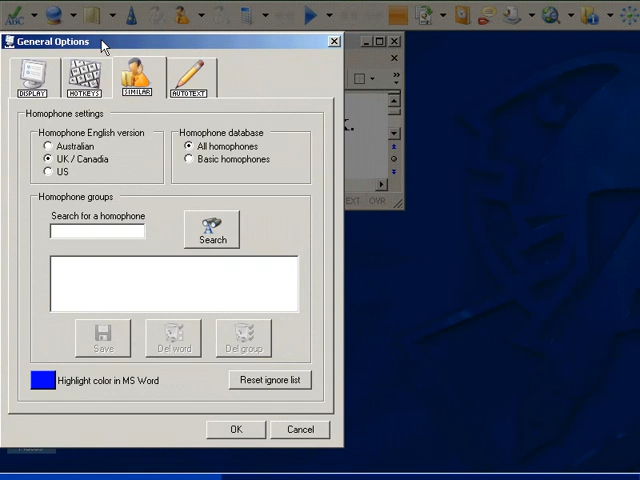 ABC
General Options
DISPLAY
HOTKEYS
SIMILAR
AUTOTEXT
Homophone settings
Homophone English version
Australian
UK / Canadia
US
Homophone database
All homophones
Basic homophones
Homophone groups
Search for a homophone
Search
Save
Del word
Del group
Highlight color in MS Word
Reset ignore list
OK
Cancel
EXT OVR